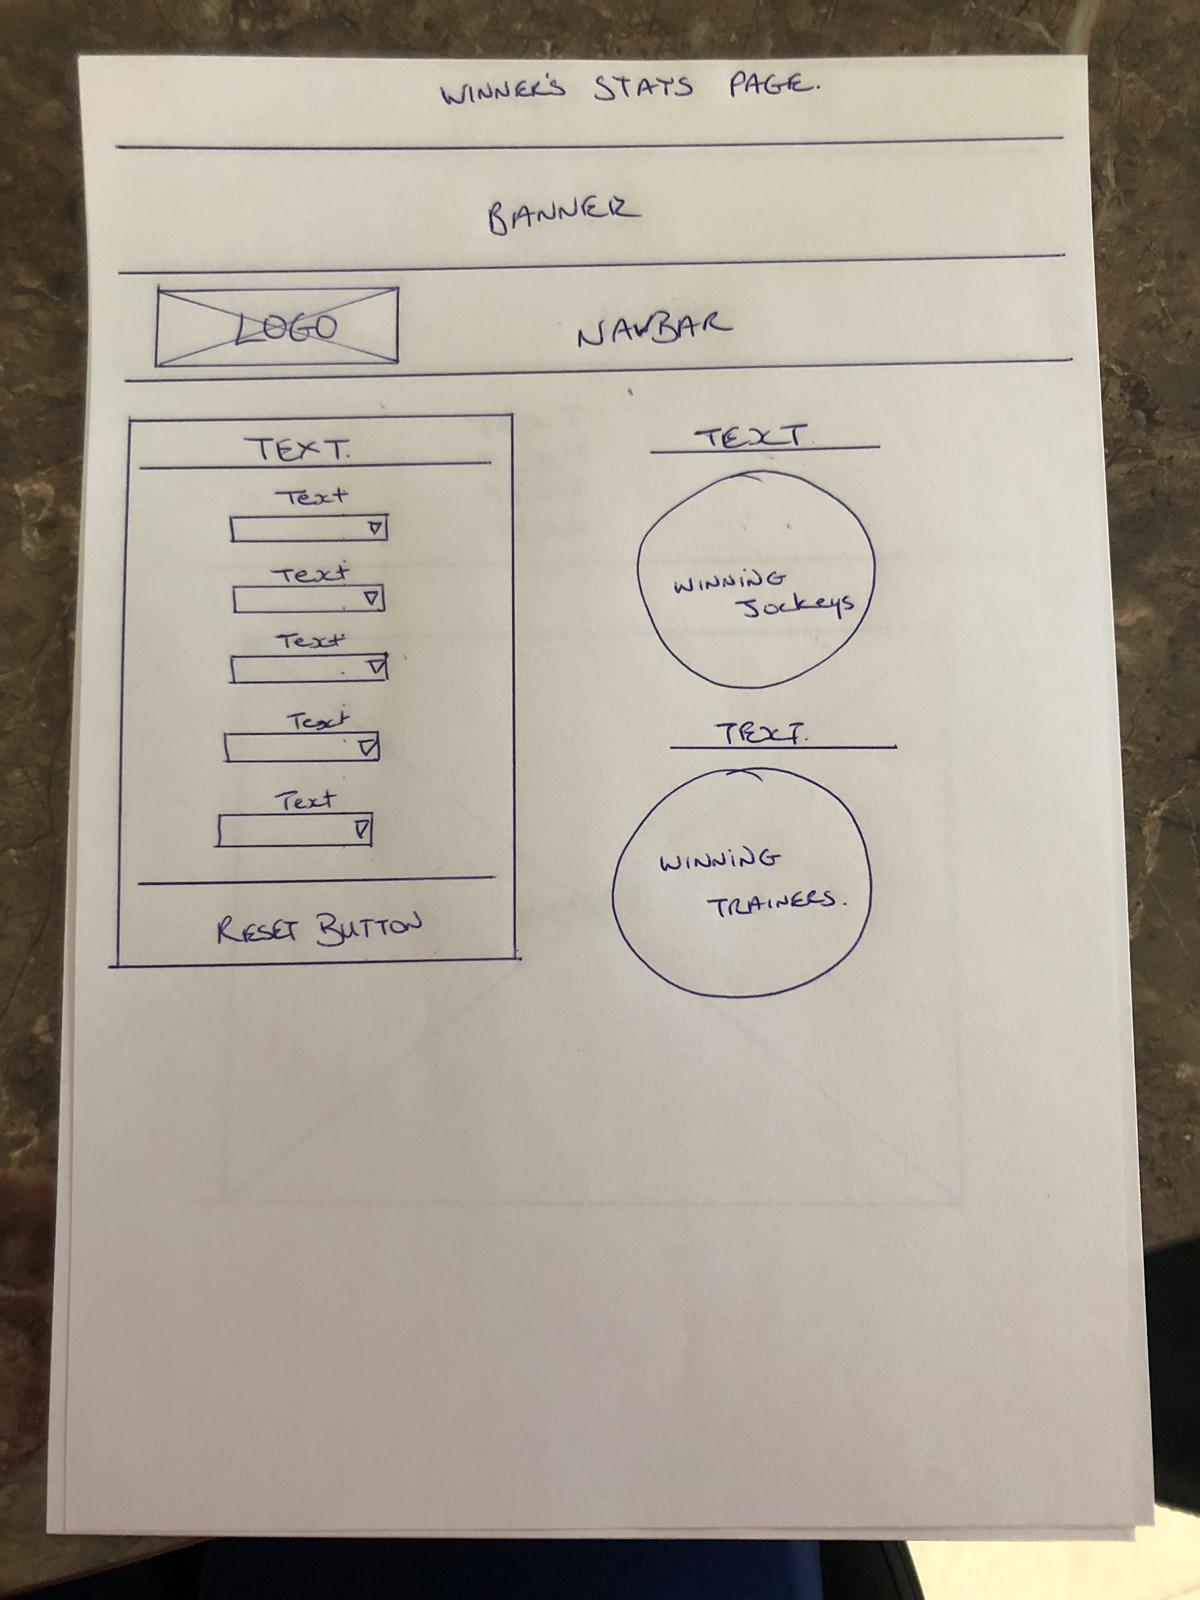 WINNER'S STATS PAGE.
BANNER
LOGO
NAVBAR
TEXT.
Text
Text
Text
Text
Text
RESET BUTTON
TEXT.
WINNING
Jockeys
TEXT.
WINNING
TRAINERS.